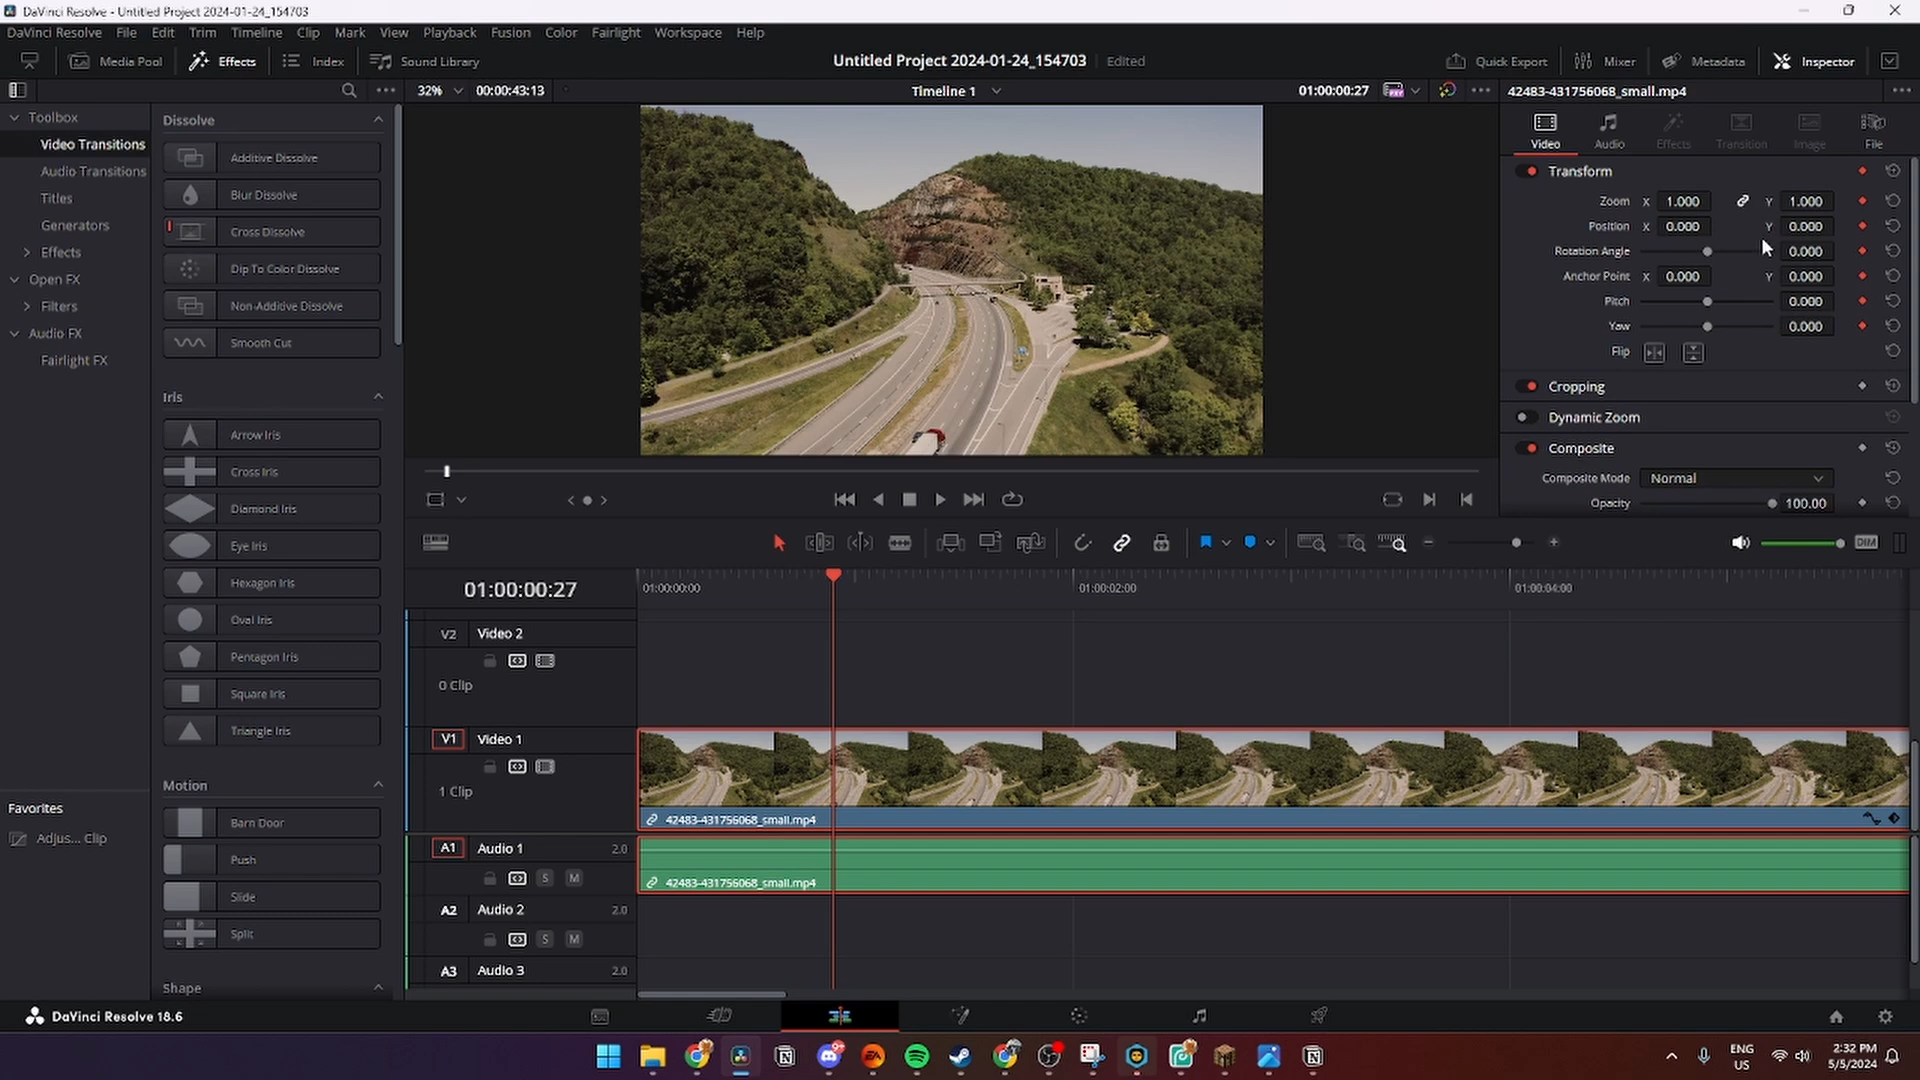 DaVinci Resolve - Untitled Project 2024-01-24_154703
DaVinci Resolve File Edit Trim Timeline Clip Mark View Playback Fusion Color Fairlight Workspace Help
Media Pool Effects Index Sound Library Untitled Project 2024-01-24_154703 Edited Quick Export Mixer Metadata Inspector
32% 00:00:43:13 Timeline 1 01:00:00:27 42483-431756068_small.mp4
Toolbox
Video Transitions
Audio Transitions
Titles
Generators
Effects
Open FX
Filters
Audio FX
Fairlight FX
Favorites
Adjus... Clip
Dissolve
Additive Dissolve
Blur Dissolve
Cross Dissolve
Dip To Color Dissolve
Non-Additive Dissolve
Smooth Cut
Iris
Arrow Iris
Cross Iris
Diamond Iris
Eye Iris
Hexagon Iris
Oval Iris
Pentagon Iris
Square Iris
Triangle Iris
Motion
Barn Door
Push
Slide
Split
Shape
Video Audio Effects Transition Image File
Transform
Zoom X 1.000 Y 1.000
Position X 0.000 Y 0.000
Rotation Angle 0.000
Anchor Point X 0.000 Y 0.000
Pitch 0.000
Yaw 0.000
Flip
Cropping
Dynamic Zoom
Composite
Composite Mode Normal
Opacity 100.00
DIM
01:00:00:27 01:00:00:00 01:00:02:00 01:00:04:00
V2 Video 2
0 Clip
V1 Video 1
1 Clip
42483-431756068_small.mp4
A1 Audio 1 2.0
S M
42483-431756068_small.mp4
A2 Audio 2 2.0
S M
A3 Audio 3 2.0
DaVinci Resolve 18.6
ENG
US
2:32 PM
5/5/2024